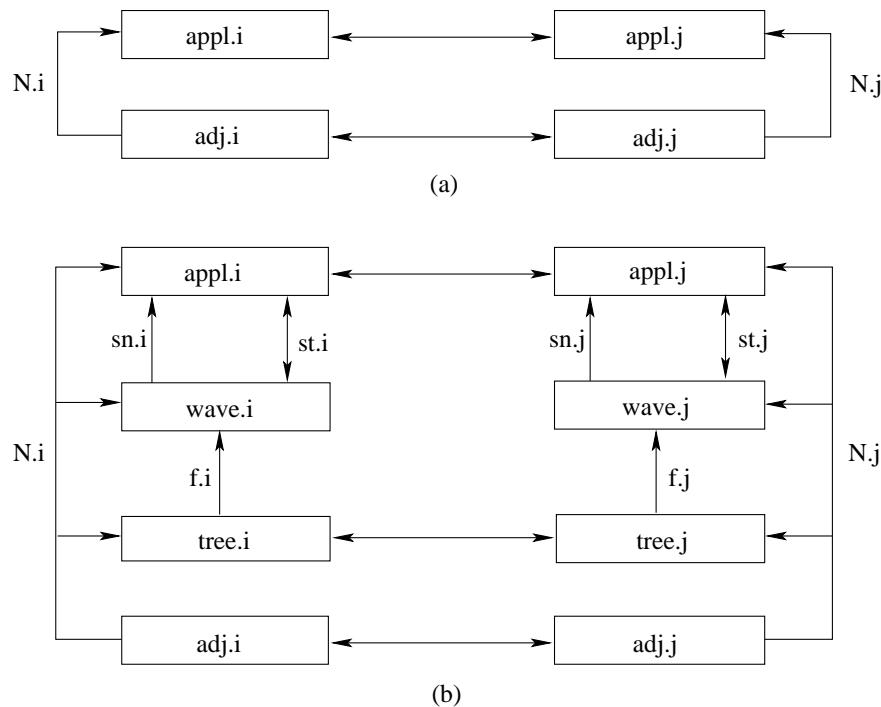 appl.i appl.j
N.i N.j
adj.i adj.j
(a)
appl.i appl.j
sn.i st.i sn.j st.j
wave.i wave.j
N.i N.j
f.i f.j
tree.i tree.j
adj.i adj.j
(b)